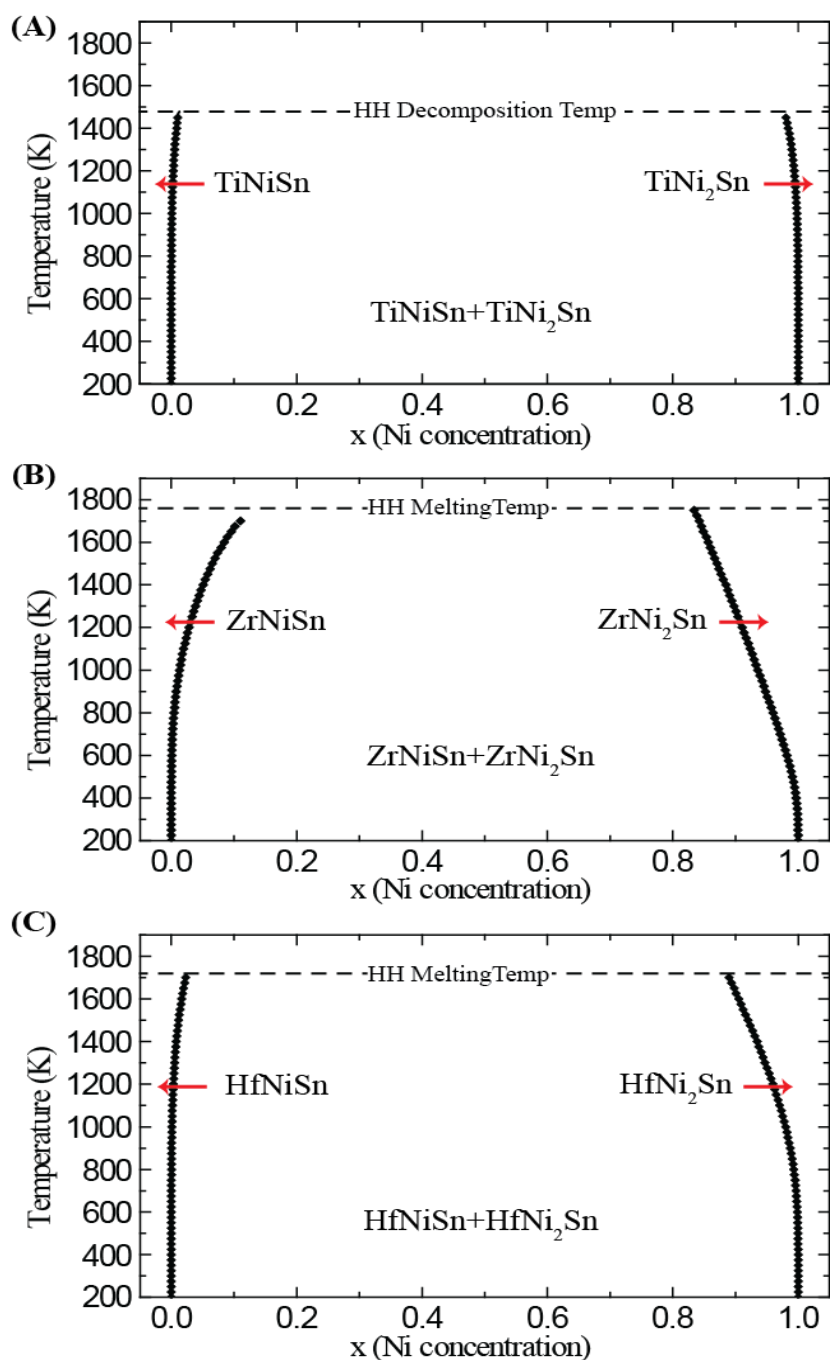 (A)
1800
1600
HH Decomposition Temp
1400
1200
TiNiSn
TiNi₂Sn
1000
800
600
TiNiSn+TiNi₂Sn
400
200
Temperature (K)
0.0 0.2 0.4 0.6 0.8 1.0
x (Ni concentration)
(B)
1800
HH MeltingTemp
1600
1400
1200
ZrNiSn
ZrNi₂Sn
1000
800
600
ZrNiSn+ZrNi₂Sn
400
200
Temperature (K)
0.0 0.2 0.4 0.6 0.8 1.0
x (Ni concentration)
(C)
1800
HH MeltingTemp
1600
1400
1200
HfNiSn
HfNi₂Sn
1000
800
600
HfNiSn+HfNi₂Sn
400
200
Temperature (K)
0.0 0.2 0.4 0.6 0.8 1.0
x (Ni concentration)